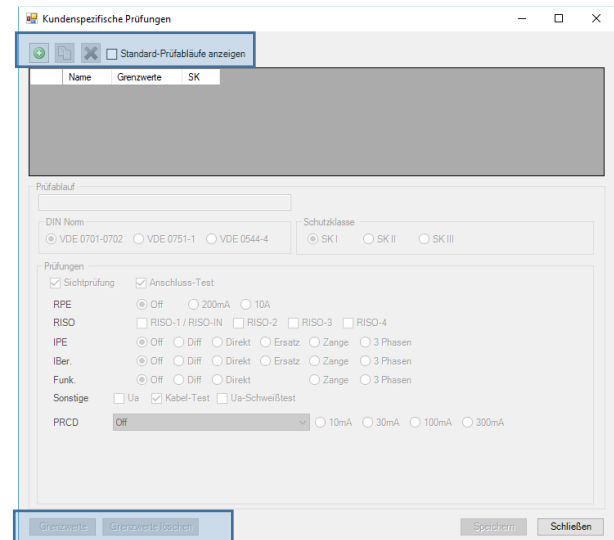 Kundenspezifische Prüfungen
Standard-Prüfabläufe anzeigen
Name Grenzwerte SK
Prüfablauf
DIN Norm
VDE 0701-0702 VDE 0751-1 VDE 0544-4
Schutzklasse
SK I SK II SK III
Prüfungen
Sichtprüfung Anschluss-Test
RPE Off 200mA 10A
RISO RISO-1 / RISO-IN RISO-2 RISO-3 RISO-4
IPE Off Diff Direkt Ersatz Zange 3 Phasen
IBer. Off Diff Direkt Ersatz Zange 3 Phasen
Funk. Off Diff Direkt Zange 3 Phasen
Sonstige Ua Kabel-Test Ua-Schweißtest
PRCD Off 10mA 30mA 100mA 300mA
Grenzwerte Grenzwerte löschen Speichern Schließen